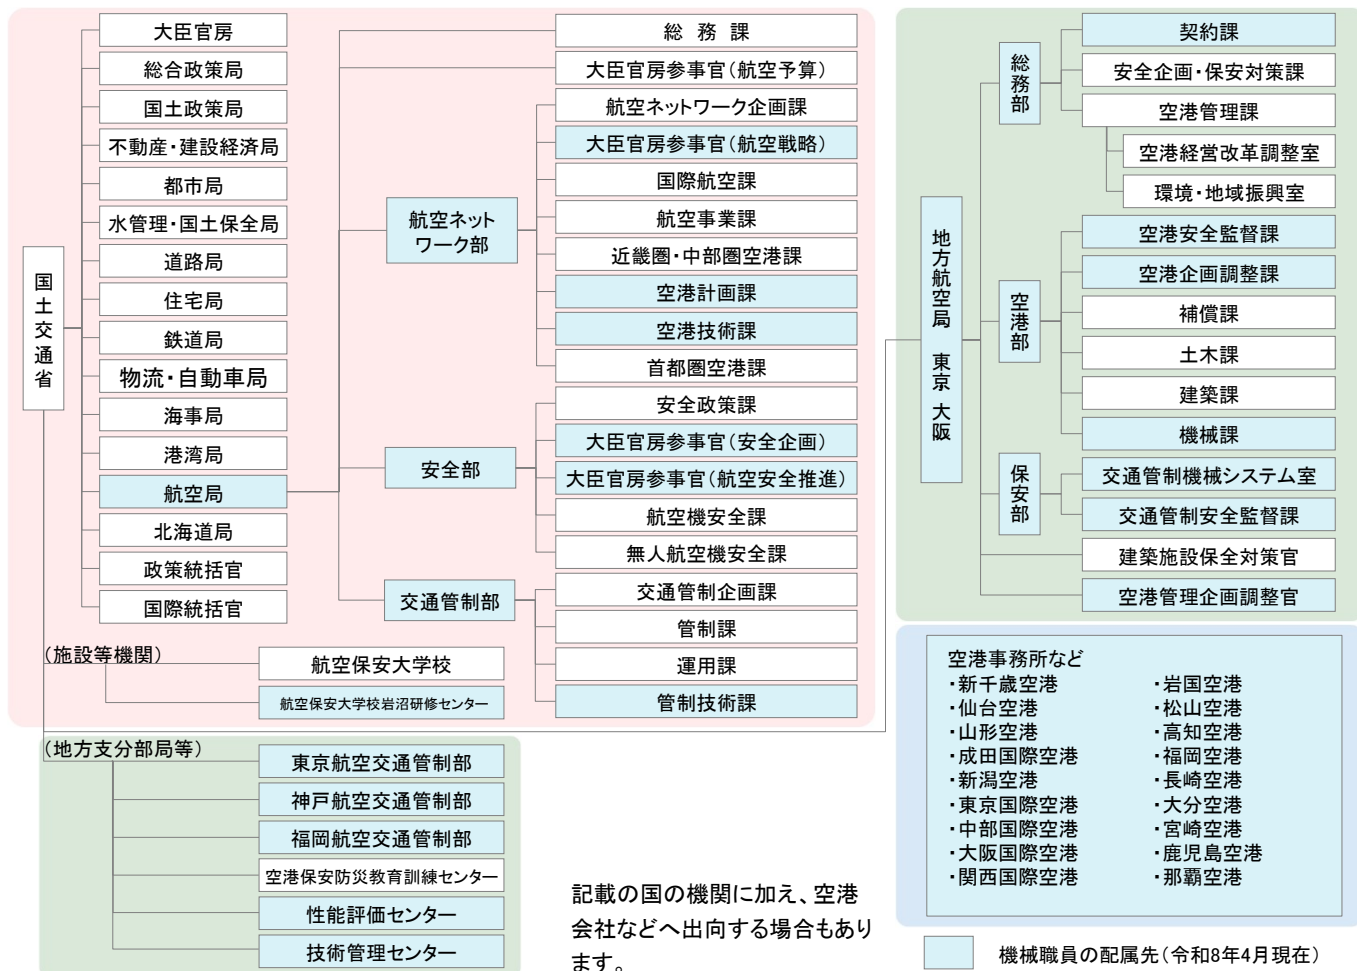 国土交通省
大臣官房
総合政策局
国土政策局
不動産・建設経済局
都市局
水管理・国土保全局
道路局
住宅局
鉄道局
物流・自動車局
海事局
港湾局
航空局
北海道局
政策統括官
国際統括官
(施設等機関)
航空保安大学校
航空保安大学校岩沼研修センター
総務課
大臣官房参事官(航空予算)
航空ネット
ワーク部
航空ネットワーク企画課
大臣官房参事官(航空戦略)
国際航空課
航空事業課
近畿圏・中部圏空港課
空港計画課
空港技術課
首都圏空港課
安全部
安全政策課
大臣官房参事官(安全企画)
大臣官房参事官(航空安全推進)
航空機安全課
無人航空機安全課
交通管制部
交通管制企画課
管制課
運用課
管制技術課
(地方支分部局等)
東京航空交通管制部
神戸航空交通管制部
福岡航空交通管制部
空港保安防災教育訓練センター
性能評価センター
技術管理センター
地方航空局 東京 大阪
総務部
契約課
安全企画・保安対策課
空港管理課
空港経営改革調整室
環境・地域振興室
空港部
空港安全監督課
空港企画調整課
補償課
土木課
建築課
機械課
保安部
交通管制機械システム室
交通管制安全監督課
建築施設保全対策官
空港管理企画調整官
空港事務所など
・新千歳空港
・仙台空港
・山形空港
・成田国際空港
・新潟空港
・東京国際空港
・中部国際空港
・大阪国際空港
・関西国際空港
・岩国空港
・松山空港
・高知空港
・福岡空港
・長崎空港
・大分空港
・宮崎空港
・鹿児島空港
・那覇空港
記載の国の機関に加え、空港
会社などへ出向する場合もあり
ます。
機械職員の配属先(令和8年4月現在)